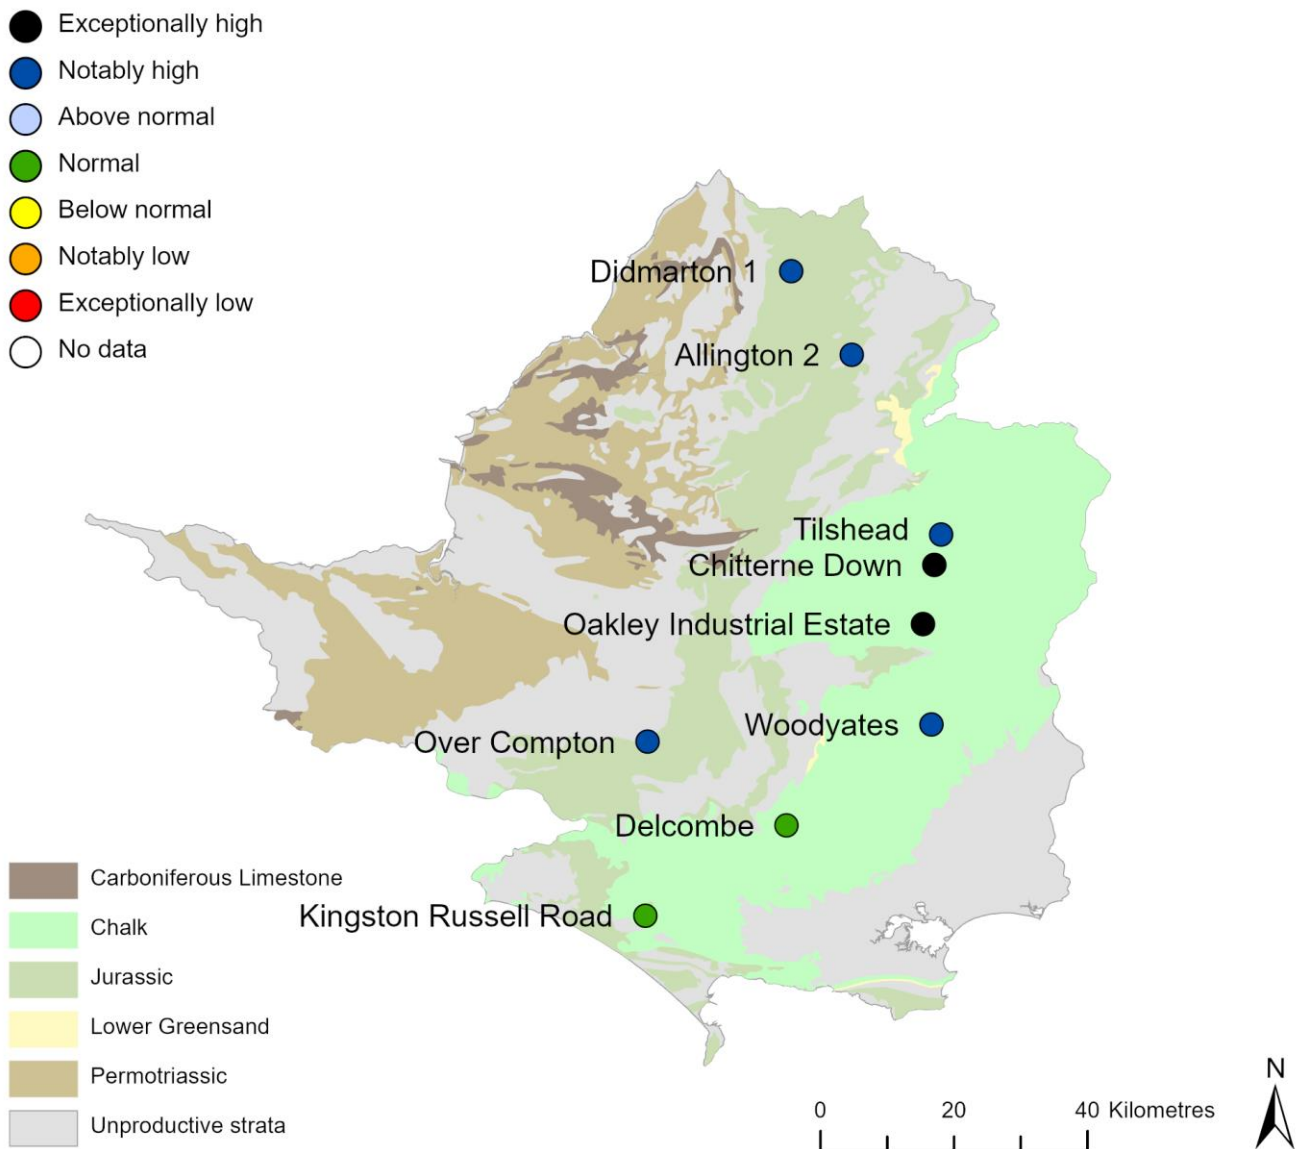 Exceptionally high
Notably high
Above normal
Normal
Below normal
Notably low
Exceptionally low
No data
Didmarton 1
Allington 2
Tilshead
Chitterne Down
Oakley Industrial Estate
Woodyates
Over Compton
Delcombe
Kingston Russell Road
Carboniferous Limestone
Chalk
Jurassic
Lower Greensand
Permotriassic
Unproductive strata
0 20 40 Kilometres
N